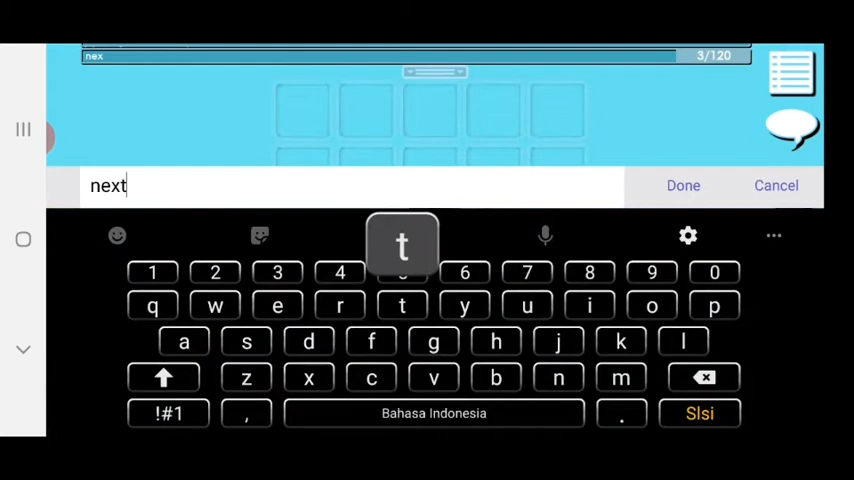 nex
3/120
next
Done
Cancel
t
1 2 3 4 5 6 7 8 9 0
q w e r t y u i o p
a s d f g h j k l
z x c v b n m
!#1 , Bahasa Indonesia . Slsi